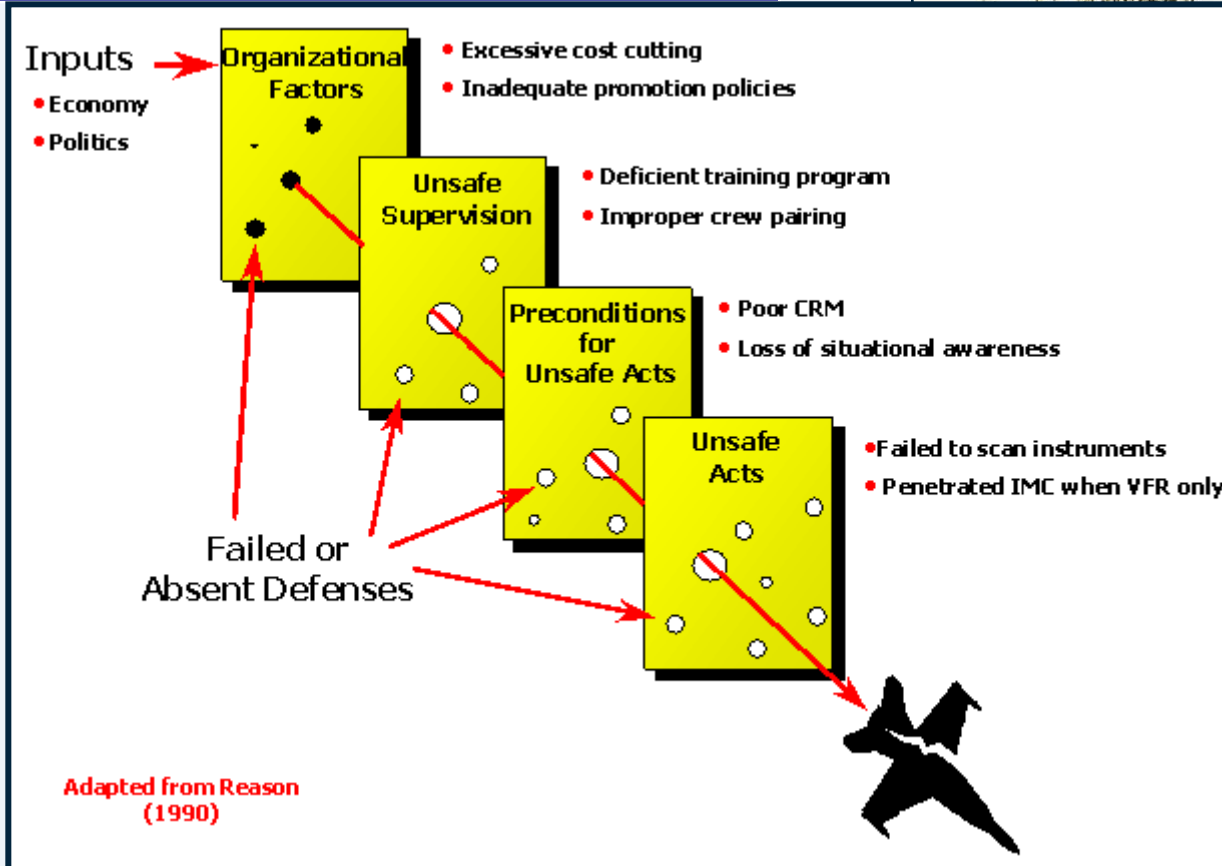 Inputs
• Economy
• Politics
Organizational
Factors
• Excessive cost cutting
• Inadequate promotion policies
Unsafe
Supervision
• Deficient training program
• Improper crew pairing
Preconditions
for
Unsafe Acts
• Poor CRM
• Loss of situational awareness
Unsafe
Acts
•Failed to scan instruments
• Penetrated IMC when VFR only
Failed or
Absent Defenses
Adapted from Reason
(1990)